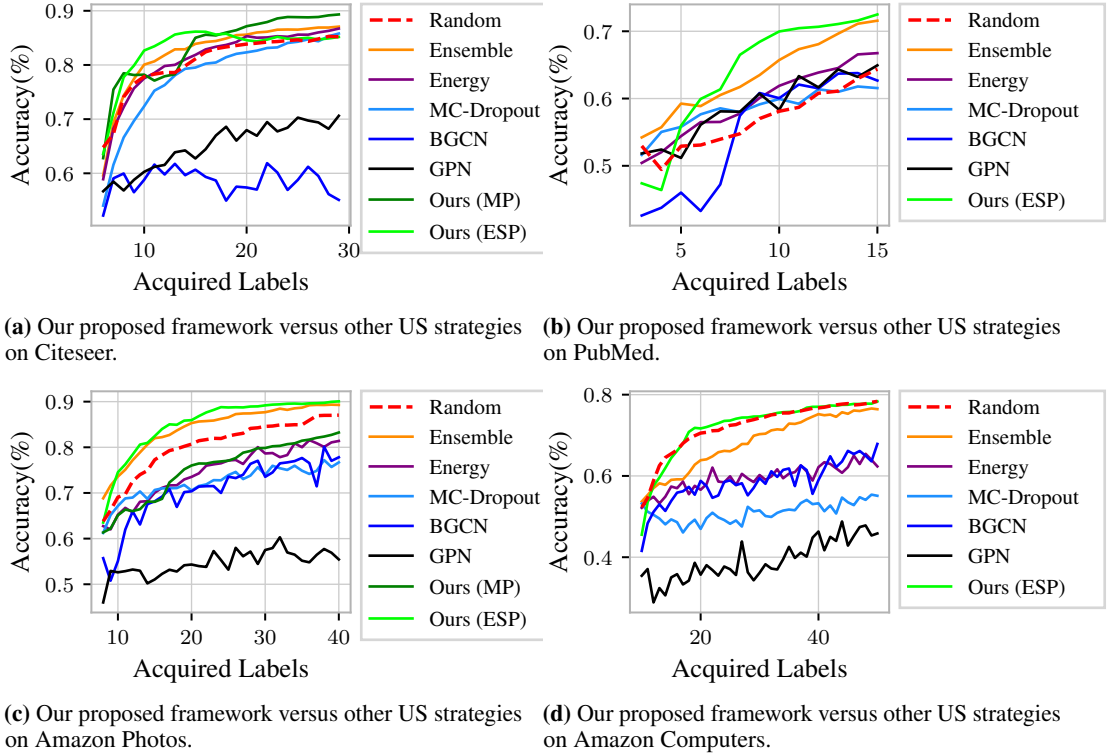 0.9
0.8
0.7
0.6
10
20
30
Accuracy(%)
Acquired Labels
Random
Ensemble
Energy
MC-Dropout
BGCN
GPN
Ours (MP)
Ours (ESP)
(a) Our proposed framework versus other US strategies
on Citeseer.
0.7
0.6
0.5
5
10
15
Accuracy(%)
Acquired Labels
Random
Ensemble
Energy
MC-Dropout
BGCN
GPN
Ours (ESP)
(b) Our proposed framework versus other US strategies
on PubMed.
0.9
0.8
0.7
0.6
0.5
10
20
30
40
Accuracy(%)
Acquired Labels
Random
Ensemble
Energy
MC-Dropout
BGCN
GPN
Ours (MP)
Ours (ESP)
(c) Our proposed framework versus other US strategies
on Amazon Photos.
0.8
0.6
0.4
20
40
Accuracy(%)
Acquired Labels
Random
Ensemble
Energy
MC-Dropout
BGCN
GPN
Ours (ESP)
(d) Our proposed framework versus other US strategies
on Amazon Computers.